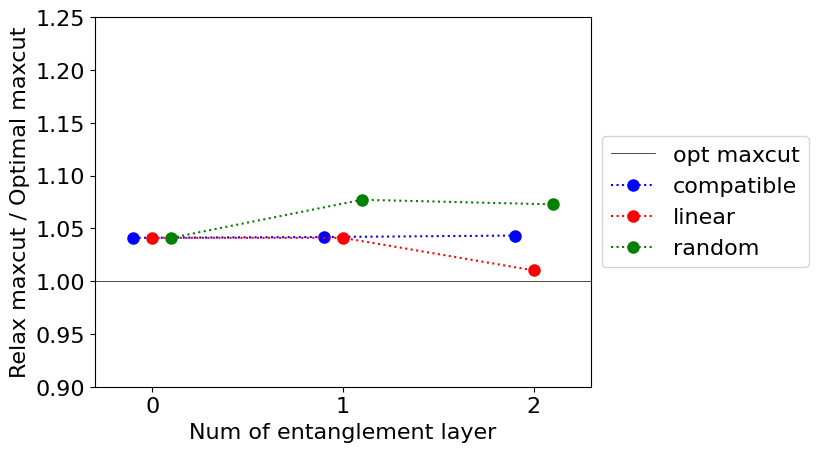 Relax maxcut / Optimal maxcut
1.25
1.20
1.15
1.10
1.05
1.00
0.95
0.90
0
1
2
Num of entanglement layer
opt maxcut
compatible
linear
random